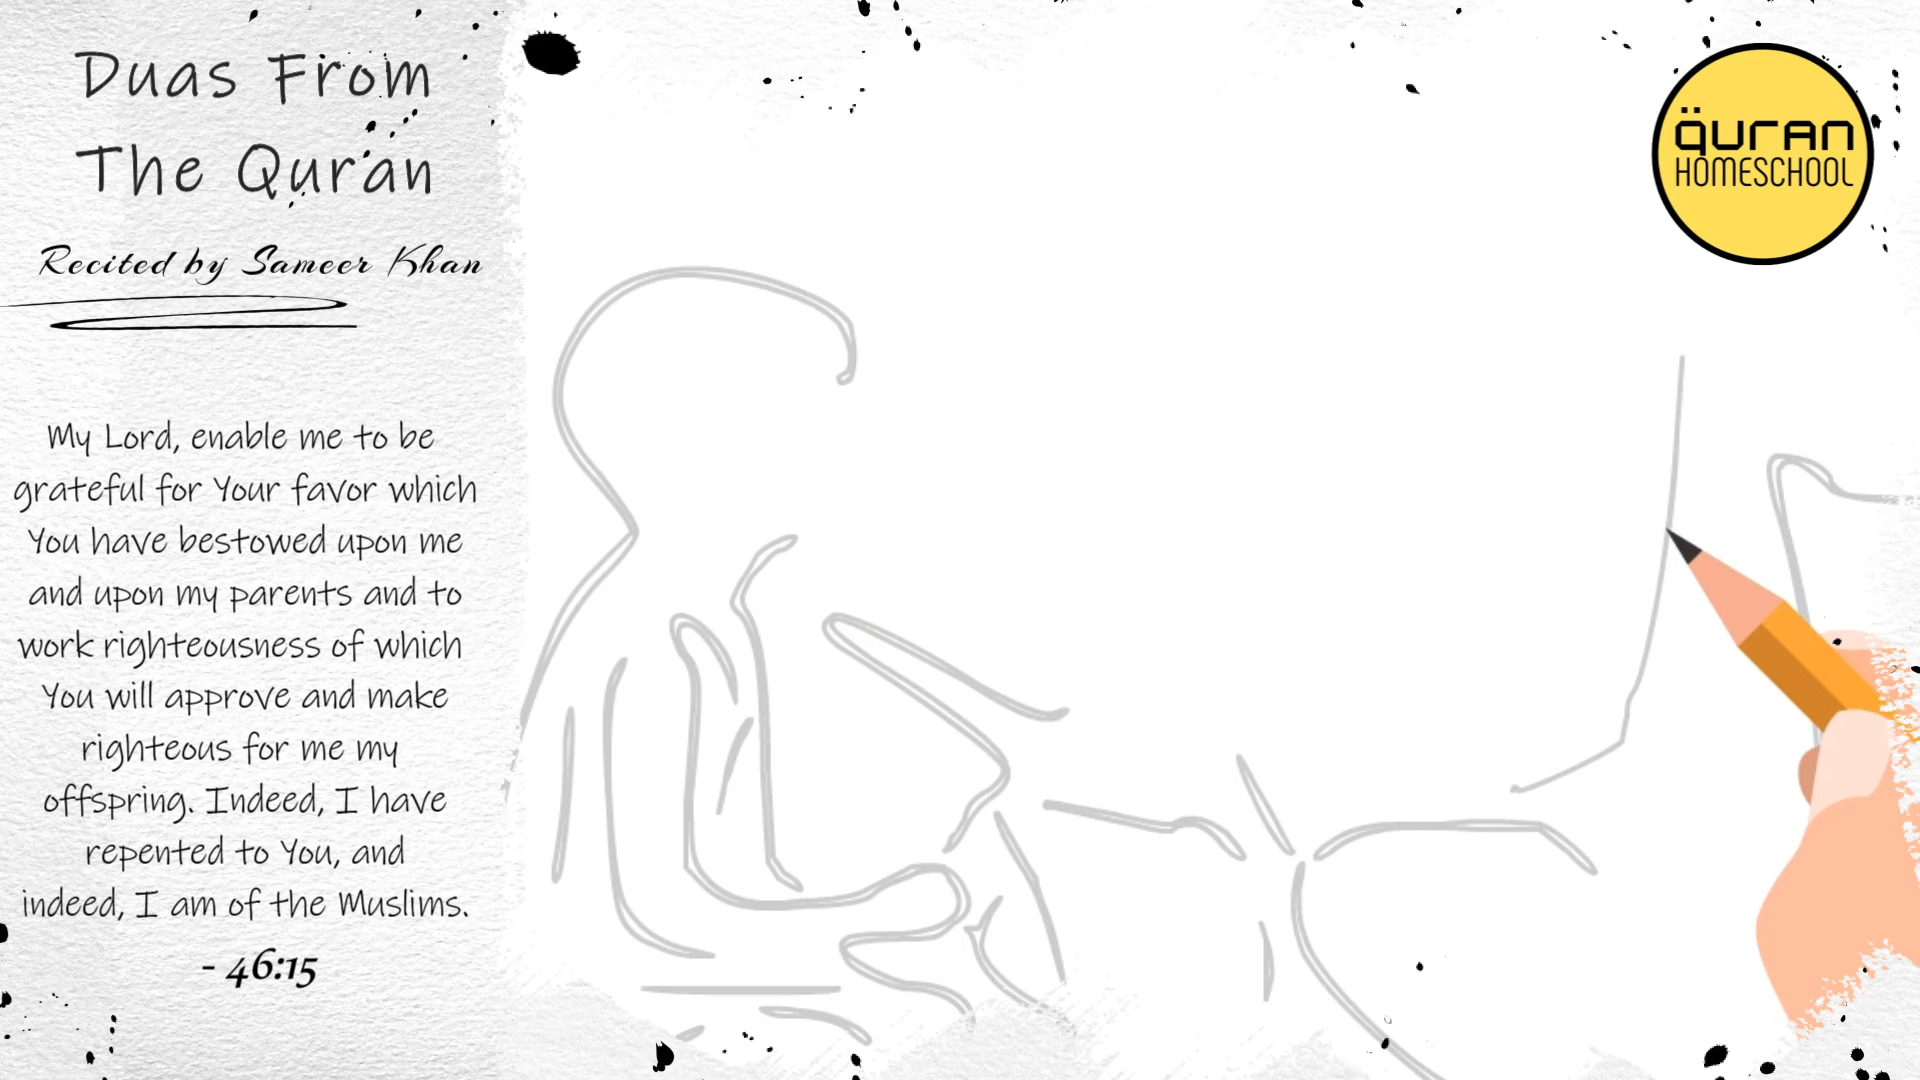 Duas From
The Quran
Recited by Sameer Khan
My Lord, enable me to be
grateful for Your favor which
You have bestowed upon me
and upon my parents and to
work righteousness of which
You will approve and make
righteous for me my
offspring. Indeed, I have
repented to You, and
indeed, I am of the Muslims.
- 46:15
QURAN
HOMESCHOOL